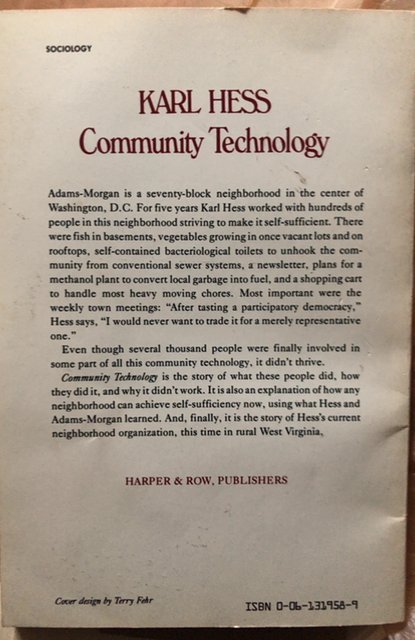 SOCIOLOGY
KARL HESS
Community Technology
Adams-Morgan is a seventy-block neighborhood in the center of
Washington, D.C. For five years Karl Hess worked with hundreds of
people in this neighborhood striving to make it self-sufficient. There
were fish in basements, vegetables growing in once vacant lots and on
rooftops, self-contained bacteriological toilets to unhook the com-
munity from conventional sewer systems, a newsletter, plans for a
methanol plant to convert local garbage into fuel, and a shopping cart
to handle most heavy moving chores. Most important were the
weekly town meetings: “After tasting a participatory democracy,”
Hess says, “I would never want to trade it for a merely representative
one.”
Even though several thousand people were finally involved in
some part of all this community technology, it didn’t thrive.
Community Technology is the story of what these people did, how
they did it, and why it didn’t work. It is also an explanation of how any
neighborhood can achieve self-sufficiency now, using what Hess and
Adams-Morgan learned. And, finally, it is the story of Hess’s current
neighborhood organization, this time in rural West Virginia.
HARPER & ROW, PUBLISHERS
Cover design by Terry Fehr
ISBN 0-06-131958-9